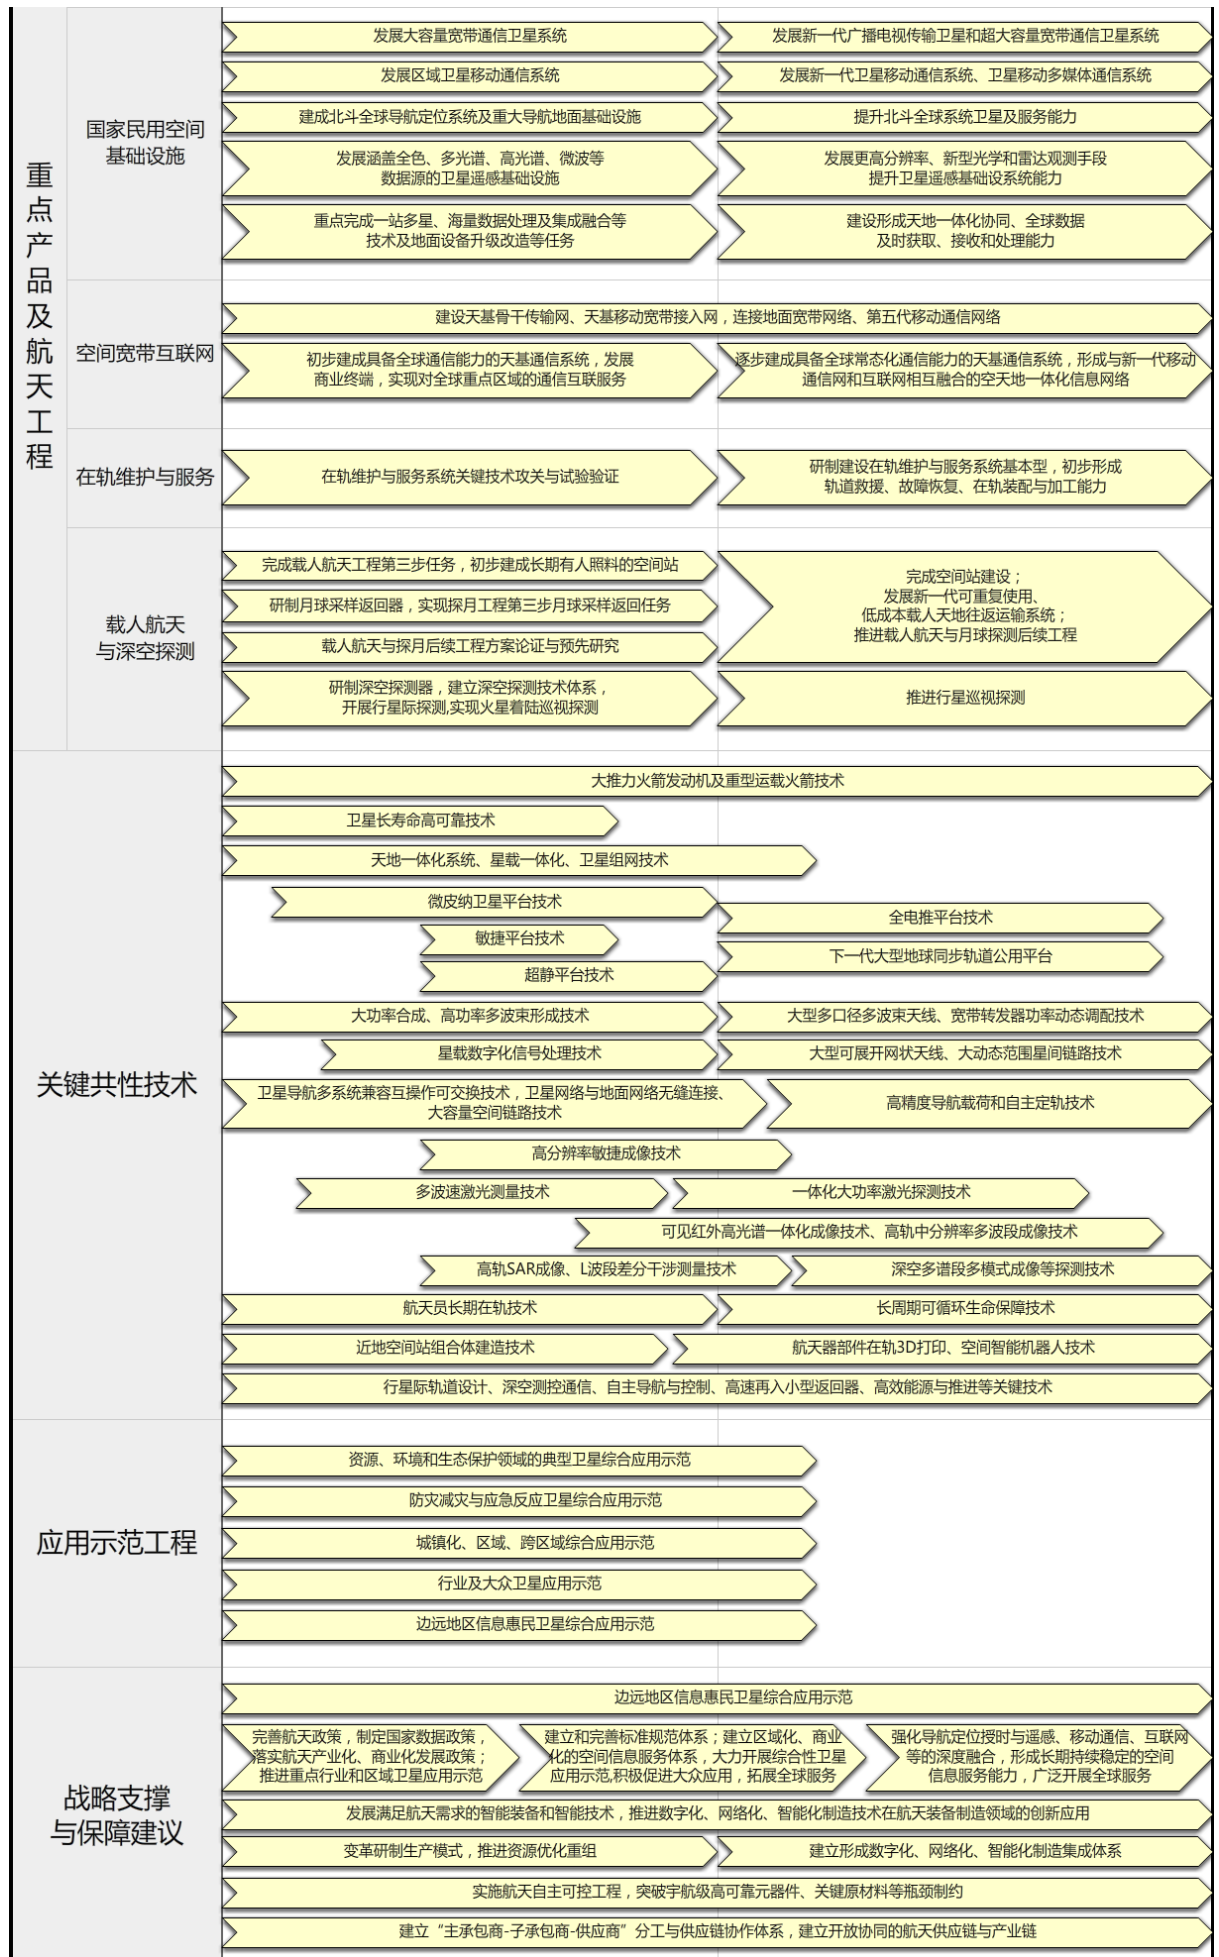 重点产品及航天工程
国家民用空间
基础设施
发展大容量宽带通信卫星系统
发展新一代广播电视传输卫星和超大容量宽带通信卫星系统
发展区域卫星移动通信系统
发展新一代卫星移动通信系统、卫星移动多媒体通信系统
建成北斗全球导航定位系统及重大导航地面基础设施
提升北斗全球系统卫星及服务能力
发展涵盖全色、多光谱、高光谱、微波等
数据源的卫星遥感基础设施
发展更高分辨率、新型光学和雷达观测手段
提升卫星遥感基础设系统能力
重点完成一站多星、海量数据处理及集成融合等
技术及地面设备升级改造等任务
建设形成天地一体化协同、全球数据
及时获取、接收和处理能力
空间宽带互联网
建设天基骨干传输网、天基移动宽带接入网，连接地面宽带网络、第五代移动通信网络
初步建成具备全球通信能力的天基通信系统，发展
商业终端，实现对全球重点区域的通信互联服务
逐步建成具备全球常态化通信能力的天基通信系统，形成与新一代移动
通信网和互联网相互融合的空天地一体化信息网络
在轨维护与服务
在轨维护与服务系统关键技术攻关与试验验证
研制建设在轨维护与服务系统基本型，初步形成
轨道救援、故障恢复、在轨装配与加工能力
载人航天
与深空探测
完成载人航天工程第三步任务，初步建成长期有人照料的空间站
研制月球采样返回器，实现探月工程第三步月球采样返回任务
载人航天与探月后续工程方案论证与预先研究
完成空间站建设；
发展新一代可重复使用、
低成本载人天地往返运输系统；
推进载人航天与月球探测后续工程
研制深空探测器，建立深空探测技术体系，
开展行星际探测,实现火星着陆巡视探测
推进行星巡视探测
关键共性技术
大推力火箭发动机及重型运载火箭技术
卫星长寿命高可靠技术
天地一体化系统、星载一体化、卫星组网技术
微皮纳卫星平台技术
全电推平台技术
敏捷平台技术
下一代大型地球同步轨道公用平台
超静平台技术
大功率合成、高功率多波束形成技术
大型多口径多波束天线、宽带转发器功率动态调配技术
星载数字化信号处理技术
大型可展开网状天线、大动态范围星间链路技术
卫星导航多系统兼容互操作可交换技术，卫星网络与地面网络无缝连接、
大容量空间链路技术
高精度导航载荷和自主定轨技术
高分辨率敏捷成像技术
多波速激光测量技术
一体化大功率激光探测技术
可见红外高光谱一体化成像技术、高轨中分辨率多波段成像技术
高轨SAR成像、L波段差分干涉测量技术
深空多谱段多模式成像等探测技术
航天员长期在轨技术
长周期可循环生命保障技术
近地空间站组合体建造技术
航天器部件在轨3D打印、空间智能机器人技术
行星际轨道设计、深空测控通信、自主导航与控制、高速再入小型返回器、高效能源与推进等关键技术
应用示范工程
资源、环境和生态保护领域的典型卫星综合应用示范
防灾减灾与应急反应卫星综合应用示范
城镇化、区域、跨区域综合应用示范
行业及大众卫星应用示范
边远地区信息惠民卫星综合应用示范
战略支撑
与保障建议
边远地区信息惠民卫星综合应用示范
完善航天政策，制定国家数据政策，
落实航天产业化、商业化发展政策；
推进重点行业和区域卫星应用示范
建立和完善标准规范体系；建立区域化、商业
化的空间信息服务体系，大力开展综合性卫星
应用示范,积极促进大众应用，拓展全球服务
强化导航定位授时与遥感、移动通信、互联网
等的深度融合，形成长期持续稳定的空间
信息服务能力，广泛开展全球服务
发展满足航天需求的智能装备和智能技术，推进数字化、网络化、智能化制造技术在航天装备制造领域的创新应用
变革研制生产模式，推进资源优化重组
建立形成数字化、网络化、智能化制造集成体系
实施航天自主可控工程，突破宇航级高可靠元器件、关键原材料等瓶颈制约
建立“主承包商-子承包商-供应商”分工与供应链协作体系，建立开放协同的航天供应链与产业链